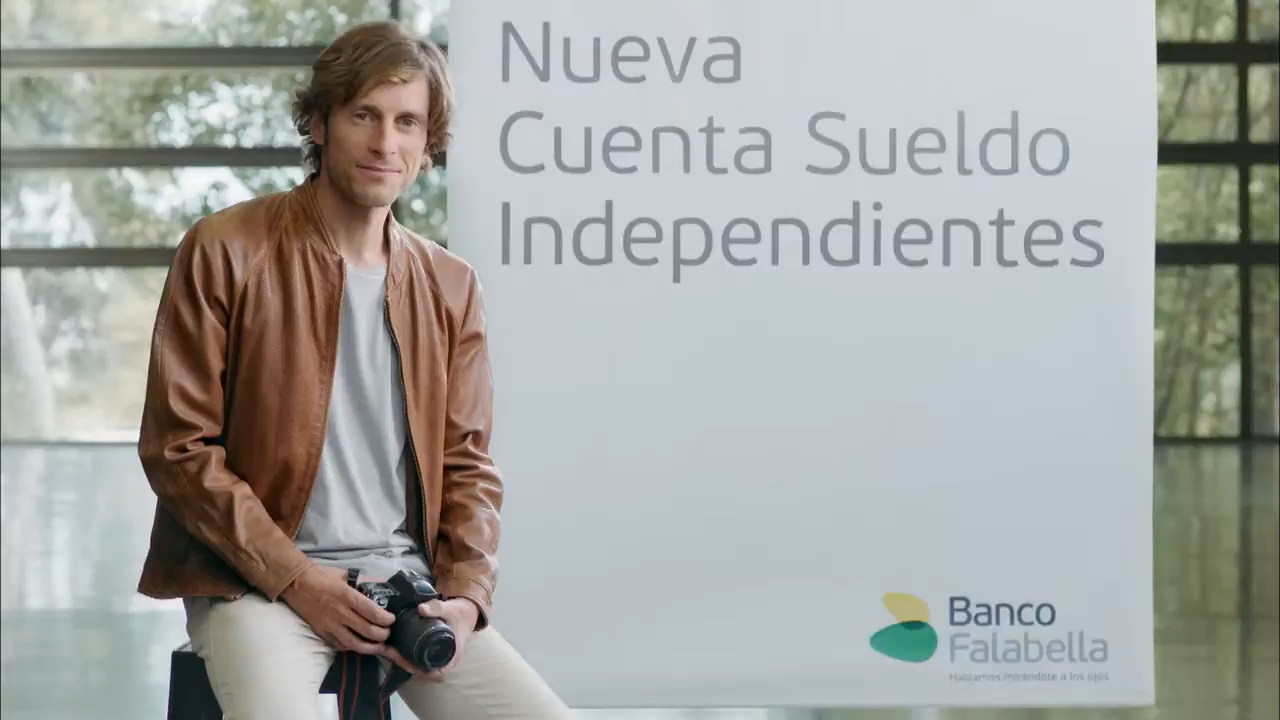 Nueva
Cuenta Sueldo
Independientes
Banco
Falabella
Hablamos mirándote a los ojos